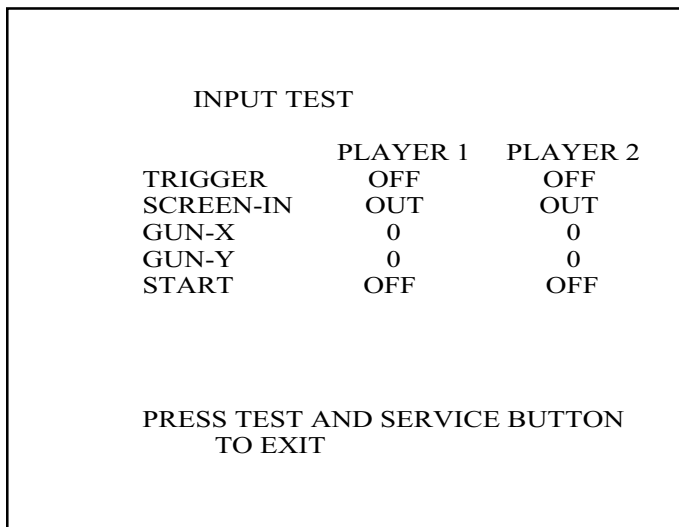 INPUT TEST
PLAYER 1 PLAYER 2
TRIGGER OFF OFF
SCREEN-IN OUT OUT
GUN-X 0 0
GUN-Y 0 0
START OFF OFF
PRESS TEST AND SERVICE BUTTON
TO EXIT